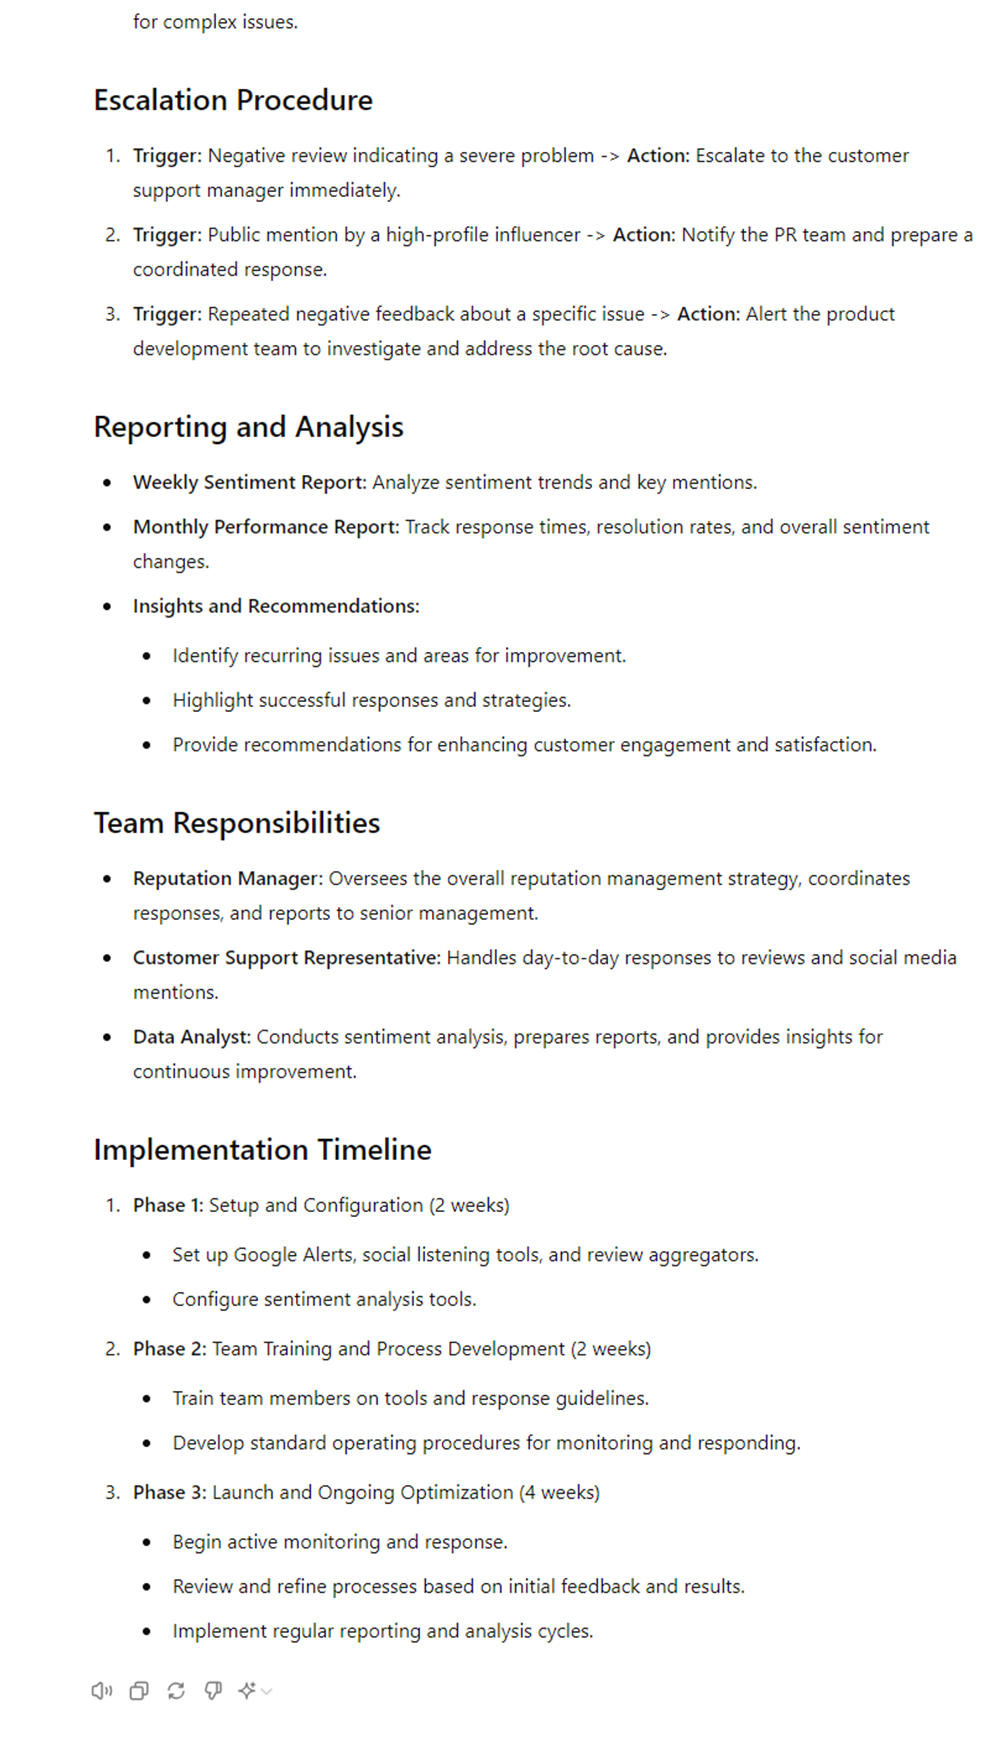 for complex issues.
Escalation Procedure
1. Trigger: Negative review indicating a severe problem -> Action: Escalate to the customer
support manager immediately.
2. Trigger: Public mention by a high-profile influencer -> Action: Notify the PR team and prepare a
coordinated response.
3. Trigger: Repeated negative feedback about a specific issue -> Action: Alert the product
development team to investigate and address the root cause.
Reporting and Analysis
• Weekly Sentiment Report: Analyze sentiment trends and key mentions.
• Monthly Performance Report: Track response times, resolution rates, and overall sentiment
changes.
• Insights and Recommendations:
• Identify recurring issues and areas for improvement.
• Highlight successful responses and strategies.
• Provide recommendations for enhancing customer engagement and satisfaction.
Team Responsibilities
• Reputation Manager: Oversees the overall reputation management strategy, coordinates
responses, and reports to senior management.
• Customer Support Representative: Handles day-to-day responses to reviews and social media
mentions.
• Data Analyst: Conducts sentiment analysis, prepares reports, and provides insights for
continuous improvement.
Implementation Timeline
1. Phase 1: Setup and Configuration (2 weeks)
• Set up Google Alerts, social listening tools, and review aggregators.
• Configure sentiment analysis tools.
2. Phase 2: Team Training and Process Development (2 weeks)
• Train team members on tools and response guidelines.
• Develop standard operating procedures for monitoring and responding.
3. Phase 3: Launch and Ongoing Optimization (4 weeks)
• Begin active monitoring and response.
• Review and refine processes based on initial feedback and results.
• Implement regular reporting and analysis cycles.